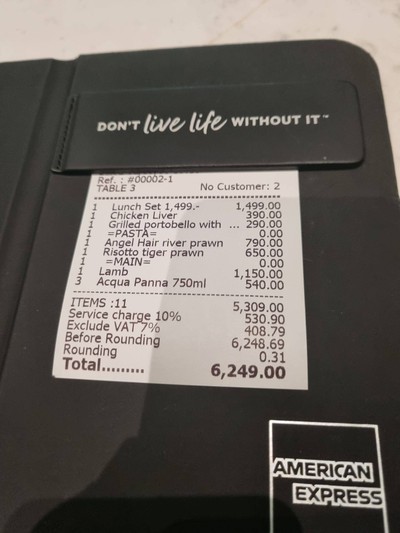 DON'T live life WITHOUT IT™
Ref. : #00002-1
TABLE 3 No Customer: 2
1 Lunch Set 1,499.- 1,499.00
1 Chicken Liver 390.00
1 Grilled portobello with ... 290.00
1 =PASTA= 0.00
1 Angel Hair river prawn 790.00
1 Risotto tiger prawn 650.00
1 =MAIN= 0.00
1 Lamb 1,150.00
3 Acqua Panna 750ml 540.00
ITEMS :11 5,309.00
Service charge 10% 530.90
Exclude VAT 7% 408.79
Before Rounding 6,248.69
Rounding 0.31
Total......... 6,249.00
AMERICAN
EXPRESS